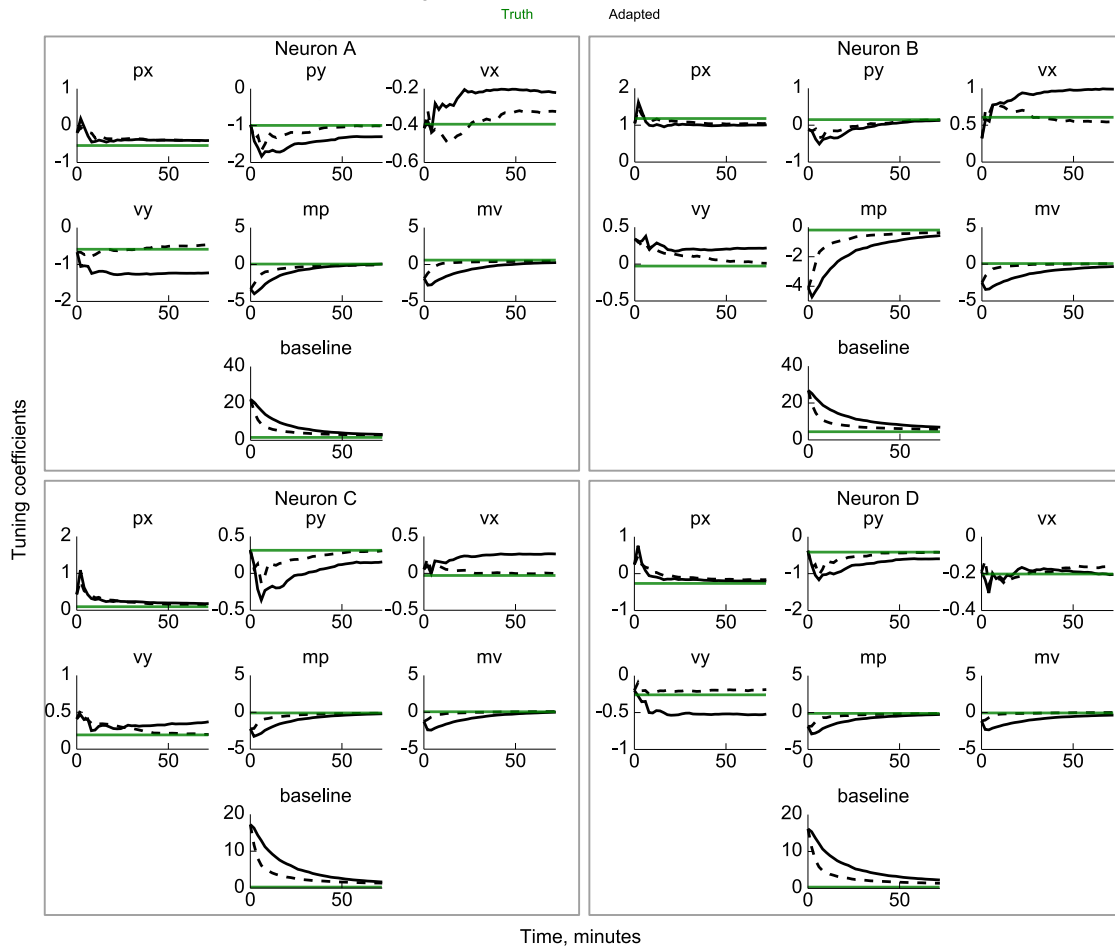 Truth Adapted
Neuron A
px py vx
1 0 -0.2
0 -1 -0.4
-1 -2 -0.6
0 50 0 50 0 50
vy mp mv
0 5 5
-1 0 0
-2 -5 -5
0 50 0 50 0 50
baseline
40
20
0
0 50
Neuron B
px py vx
2 1 1
1 0 0.5
0 -1 0
0 50 0 50 0 50
vy mp mv
0.5 0 5
0 -2 0
-0.5 -4 -5
0 50 0 50 0 50
baseline
40
20
0
0 50
Neuron C
px py vx
2 0.5 0.5
1 0 0
0 -0.5 -0.5
0 50 0 50 0 50
vy mp mv
1 5 5
0.5 0 0
0 -5 -5
0 50 0 50 0 50
baseline
20
10
0
0 50
Neuron D
px py vx
1 0 0
0 -1 -0.2
-1 -2 -0.4
0 50 0 50 0 50
vy mp mv
0 5 5
-0.5 0 0
-1 -5 -5
0 50 0 50 0 50
baseline
20
10
0
0 50
Tuning coefficients
Time, minutes